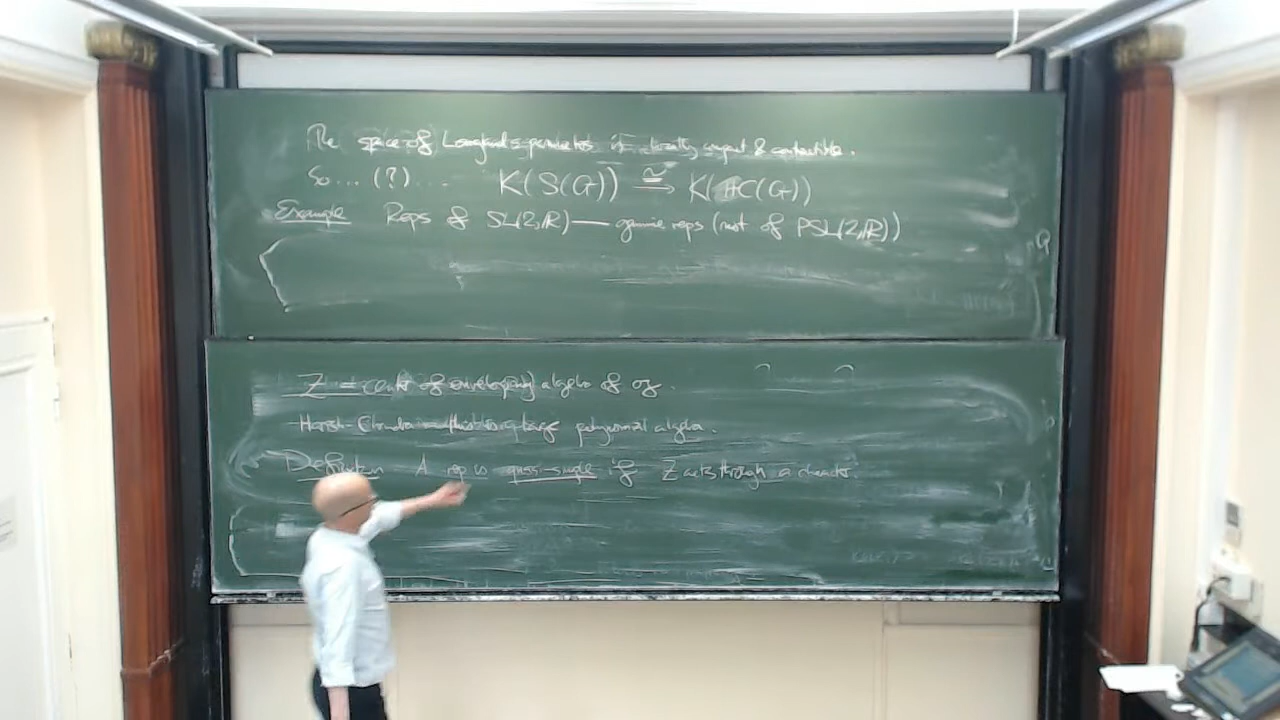 The space of Langlands parameters is locally compact & contractible.
So... (?)... K(S(G)) ≅→ K(HC(G))
Example Reps of SL(2,R) — genuine reps (not of PSL(2,R))
Z = center of enveloping algebra of g.
Harish-Chandra — this is a large polynomial algebra.
Definition A rep is quasi-simple if Z acts through a character.